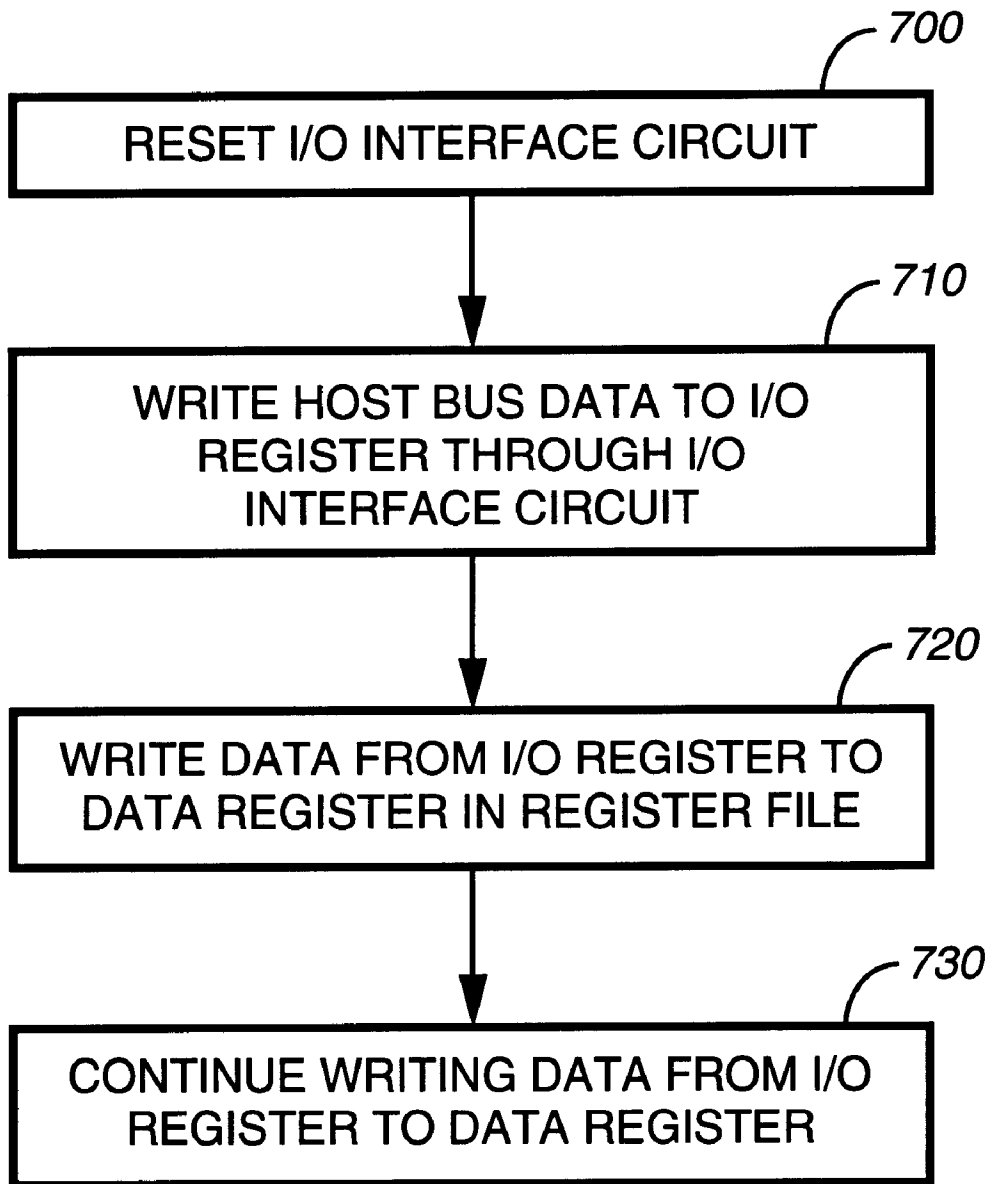 700
RESET I/O INTERFACE CIRCUIT
710
WRITE HOST BUS DATA TO I/O
REGISTER THROUGH I/O
INTERFACE CIRCUIT
720
WRITE DATA FROM I/O REGISTER TO
DATA REGISTER IN REGISTER FILE
730
CONTINUE WRITING DATA FROM I/O
REGISTER TO DATA REGISTER